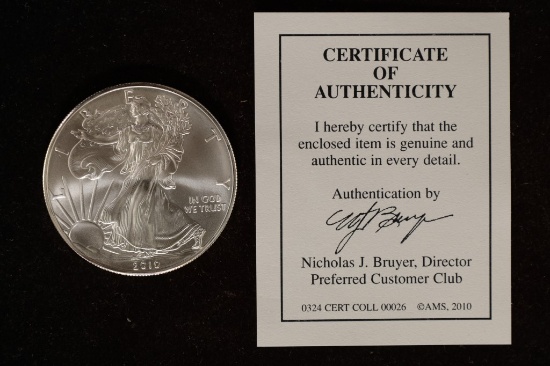 LIBERTY
IN GOD
WE TRUST
2010
CERTIFICATE
OF
AUTHENTICITY
I hereby certify that the
enclosed item is genuine and
authentic in every detail.
Authentication by
Nicholas J. Bruyer, Director
Preferred Customer Club
0324 CERT COLL 00026 ©AMS, 2010